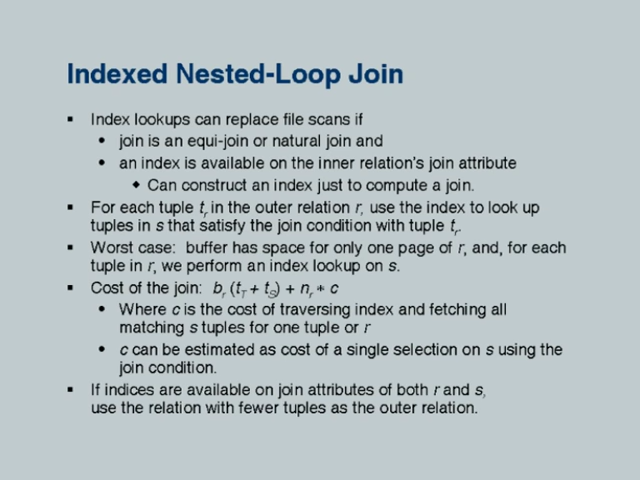 Indexed Nested-Loop Join
▪ Index lookups can replace file scans if
• join is an equi-join or natural join and
• an index is available on the inner relation's join attribute
◆ Can construct an index just to compute a join.
▪ For each tuple tr in the outer relation r, use the index to look up
tuples in s that satisfy the join condition with tuple tr.
▪ Worst case: buffer has space for only one page of r, and, for each
tuple in r, we perform an index lookup on s.
▪ Cost of the join: br (tT + tS) + nr ∗ c
• Where c is the cost of traversing index and fetching all
matching s tuples for one tuple or r
• c can be estimated as cost of a single selection on s using the
join condition.
▪ If indices are available on join attributes of both r and s,
use the relation with fewer tuples as the outer relation.